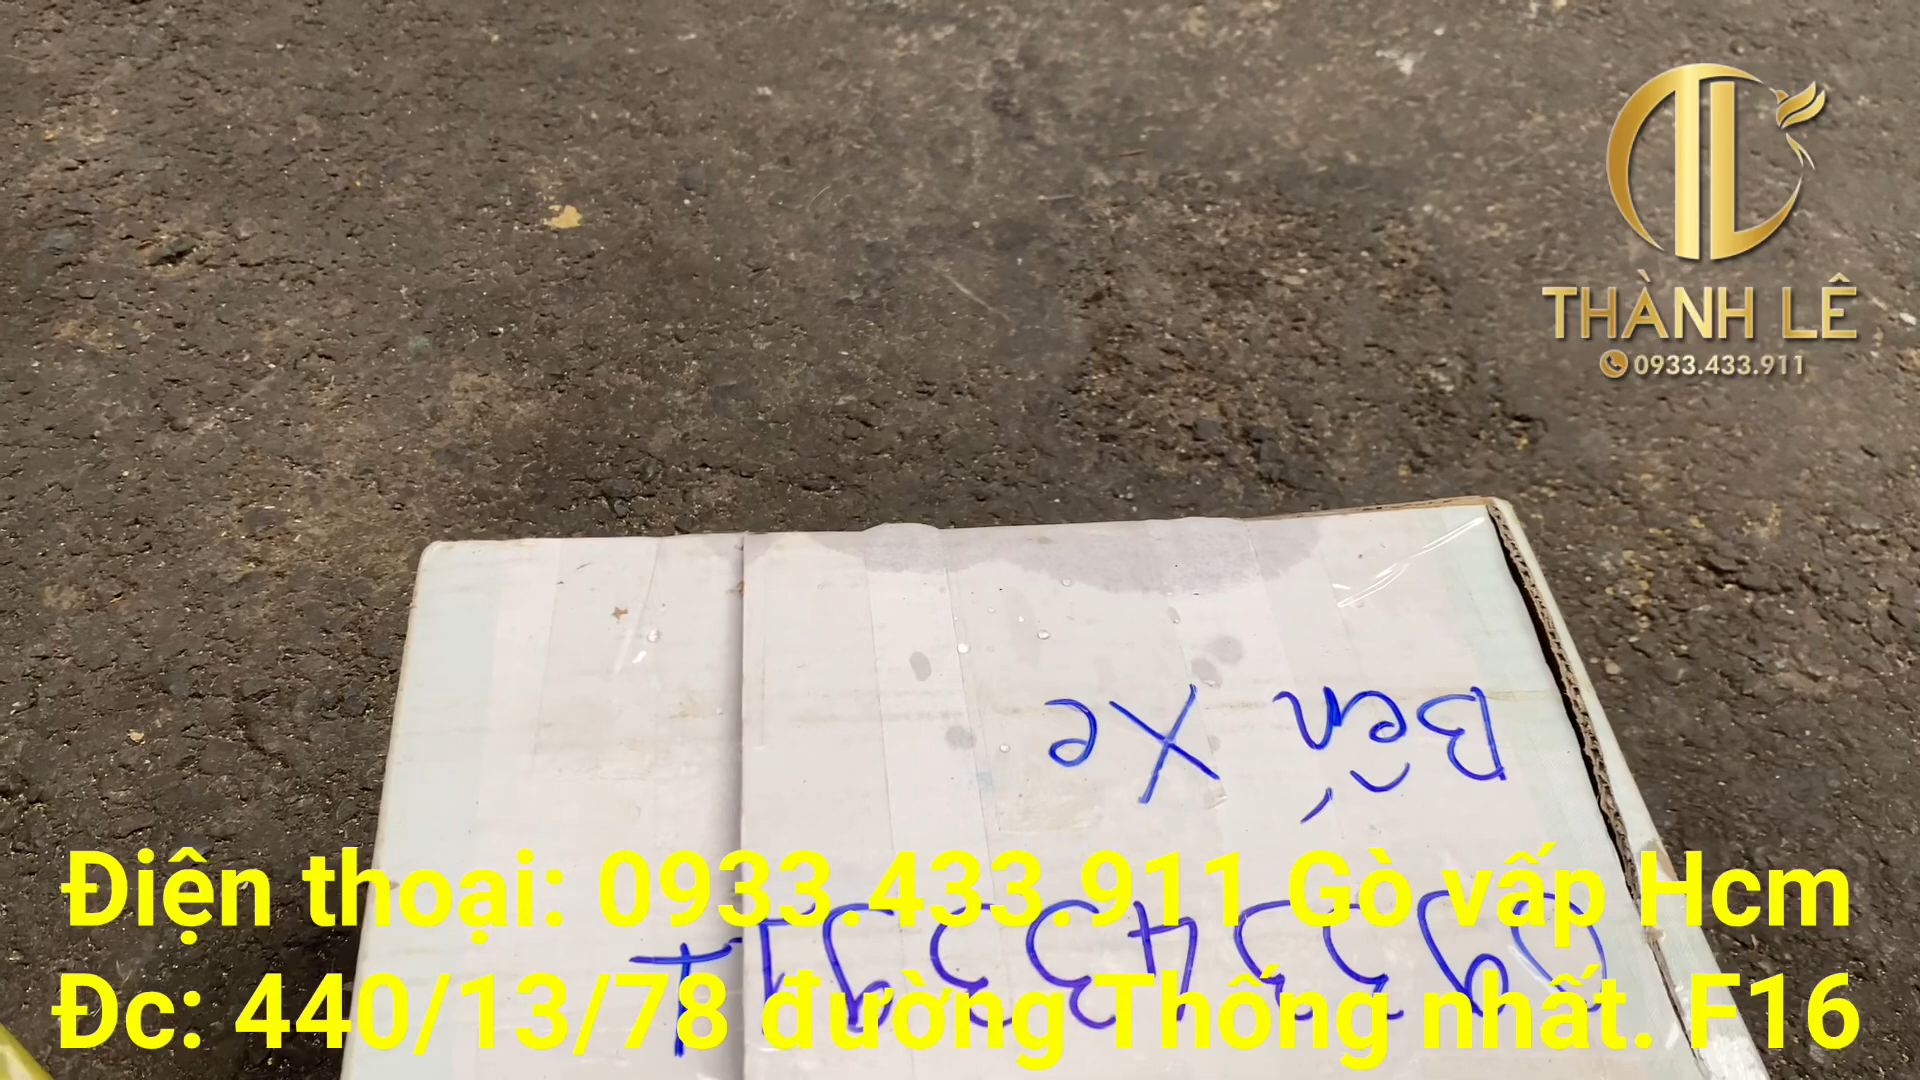 THÀNH LÊ
0933.433.911
Bến Xe
0933433911
Điện thoại: 0933.433.911 Gò vấp Hcm
Đc: 440/13/78 đường Thống nhất. F16